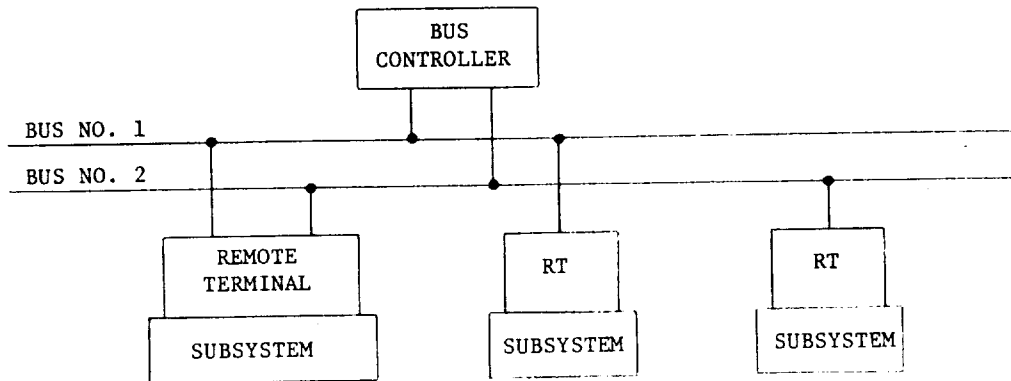 BUS
CONTROLLER
BUS NO. 1
BUS NO. 2
REMOTE
TERMINAL
RT
RT
SUBSYSTEM
SUBSYSTEM
SUBSYSTEM